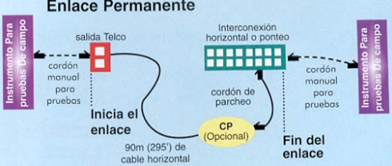 Enlace Permanente
Instrumento Para
pruebas De campo
cordón
manual
para
pruebas
salida Telco
Inicia el
enlace
90m (295') de
cable horizontal
Interconexión
horizontal o ponteo
cordón de
parcheo
CP
(Opcional)
Fin del
enlace
cordón
manual
para
pruebas
Instrumento Para
pruebas De campo